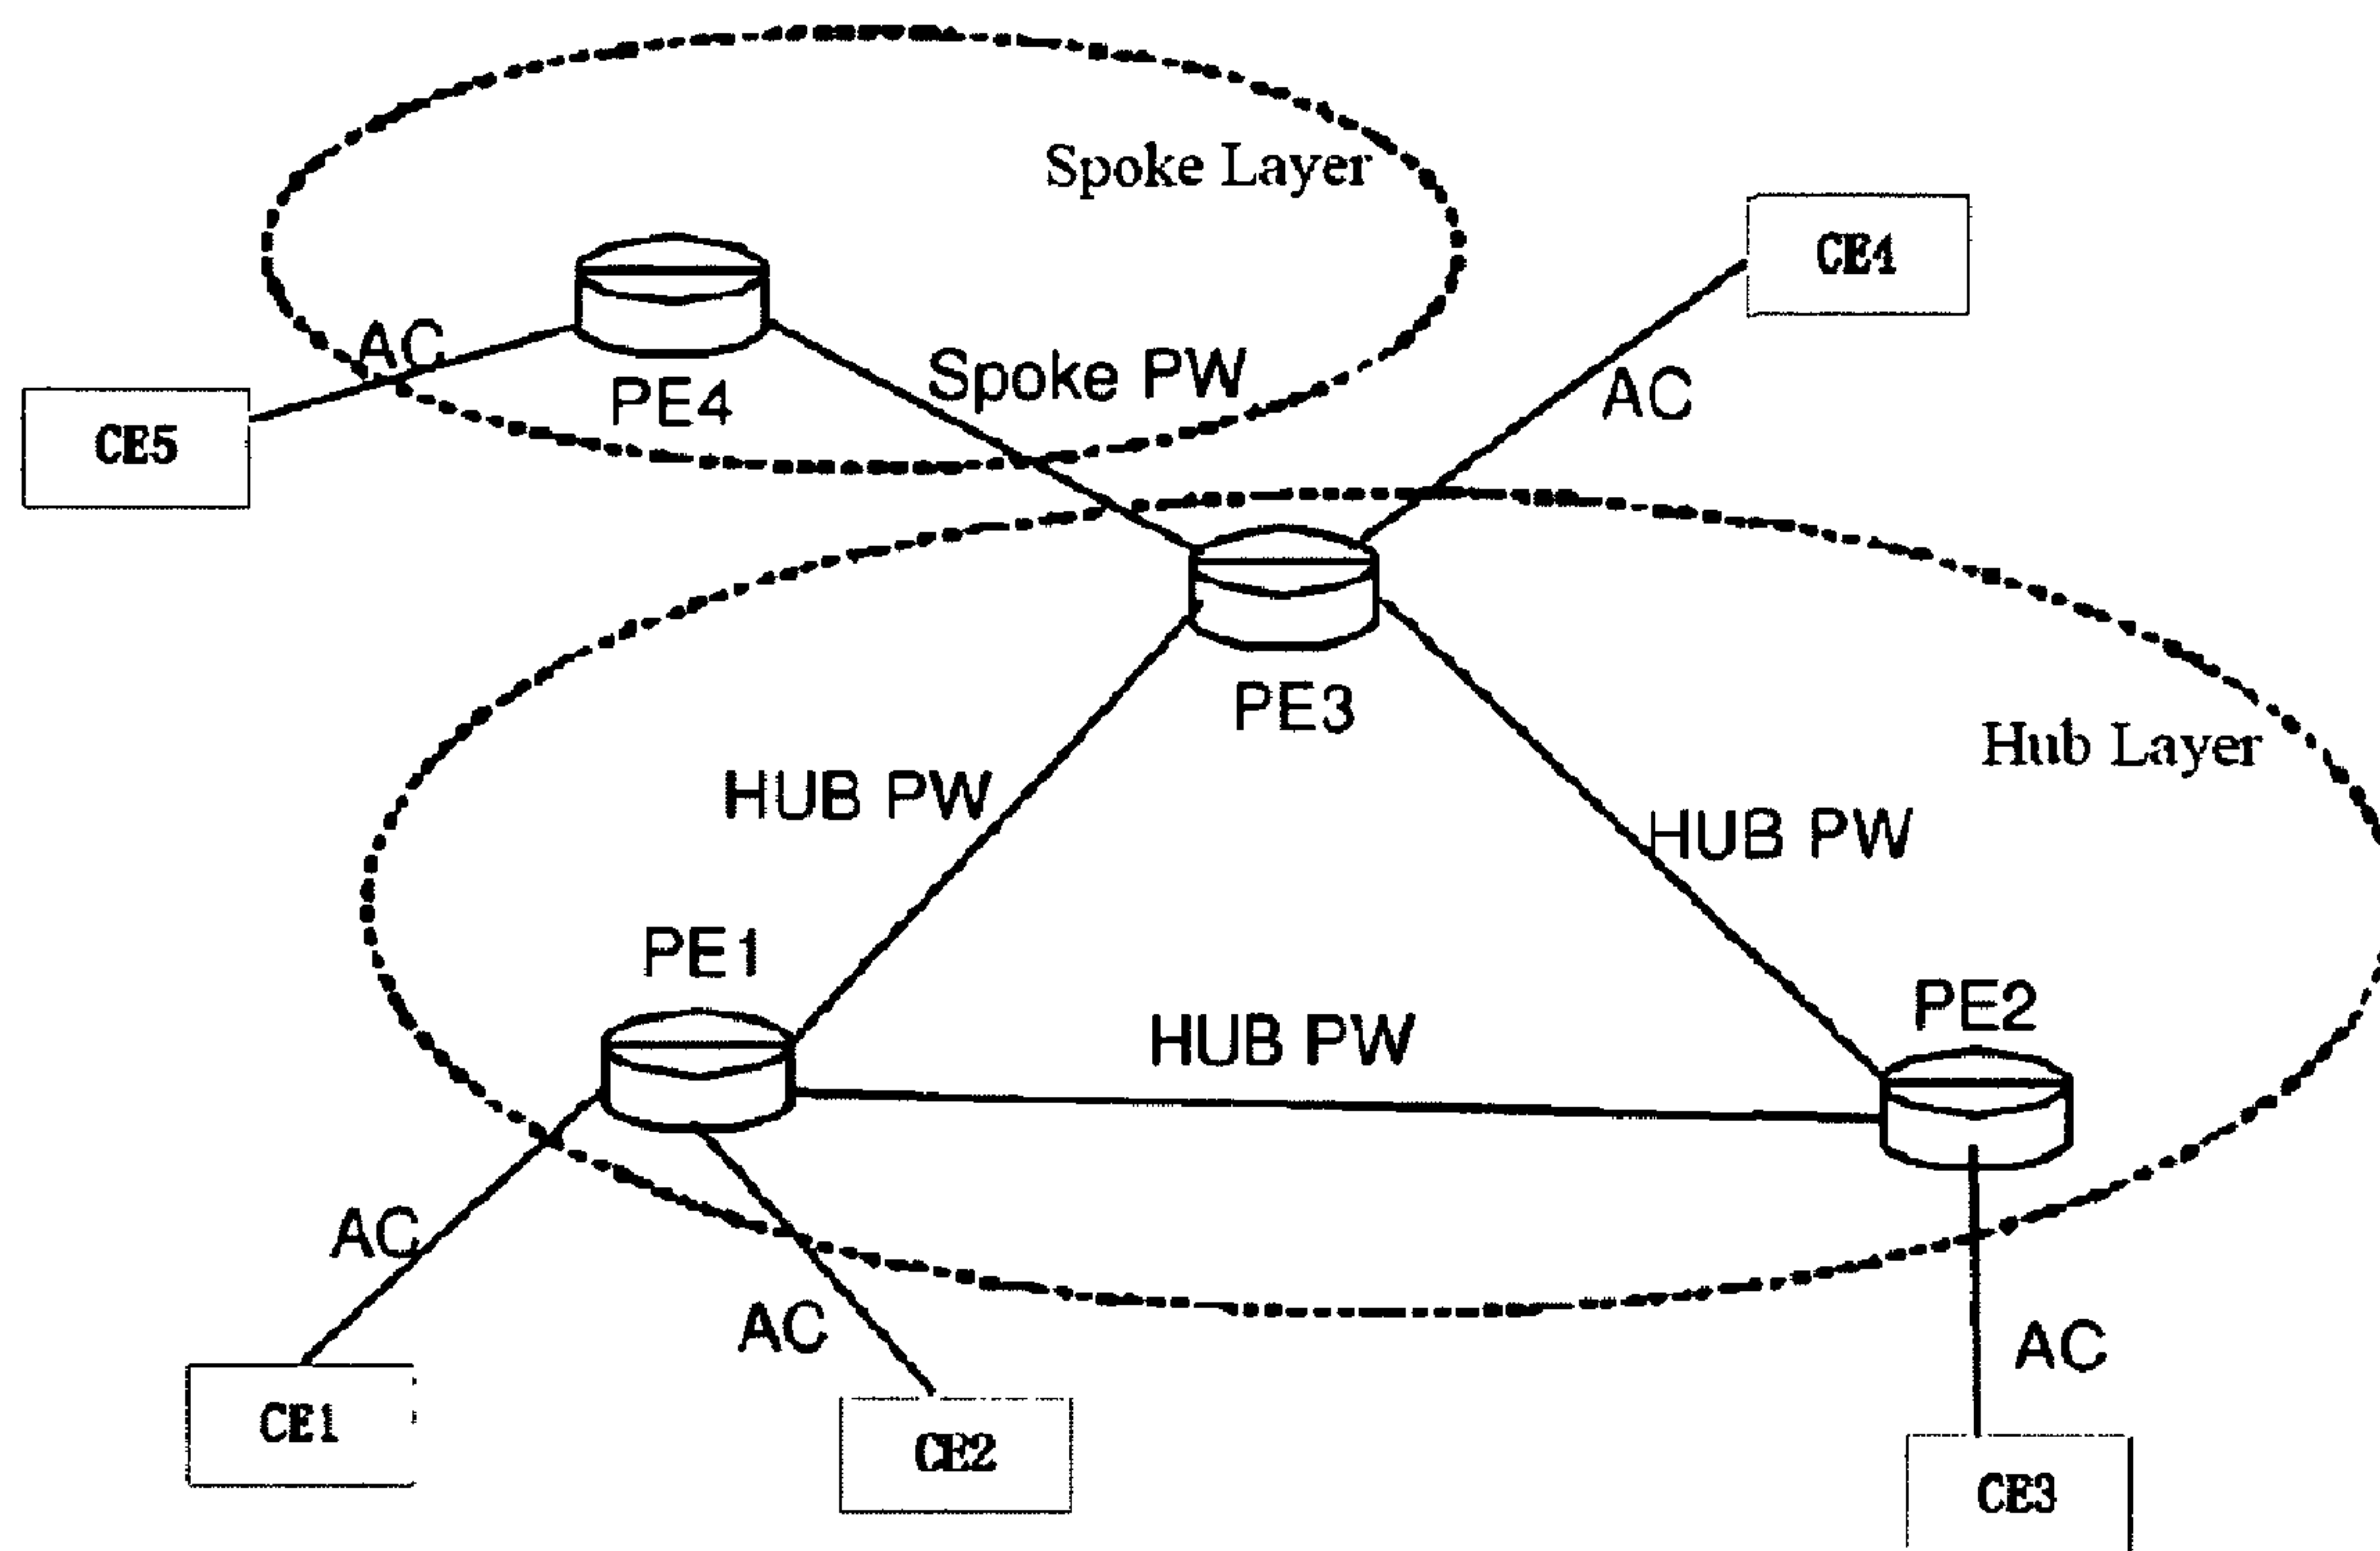 Spoke Layer
CE4
AC
Spoke PW
AC
PE4
CE5
PE3
Hub Layer
HUB PW
HUB PW
PE1
PE2
HUB PW
AC
AC
AC
CE1
CE2
CE3